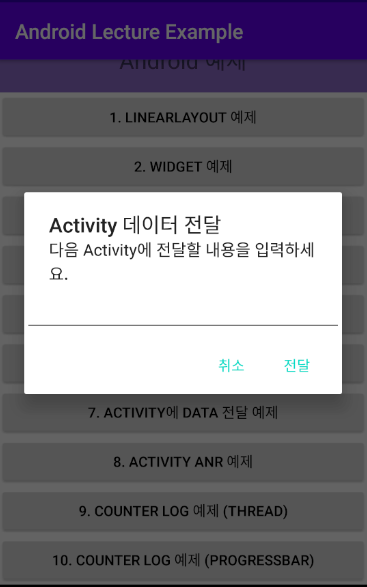 Android Lecture Example
Android 예제
1. LINEARLAYOUT 예제
2. WIDGET 예제
Activity 데이터 전달
다음 Activity에 전달할 내용을 입력하세
요.
취소 전달
7. ACTIVITY에 DATA 전달 예제
8. ACTIVITY ANR 예제
9. COUNTER LOG 예제 (THREAD)
10. COUNTER LOG 예제 (PROGRESSBAR)